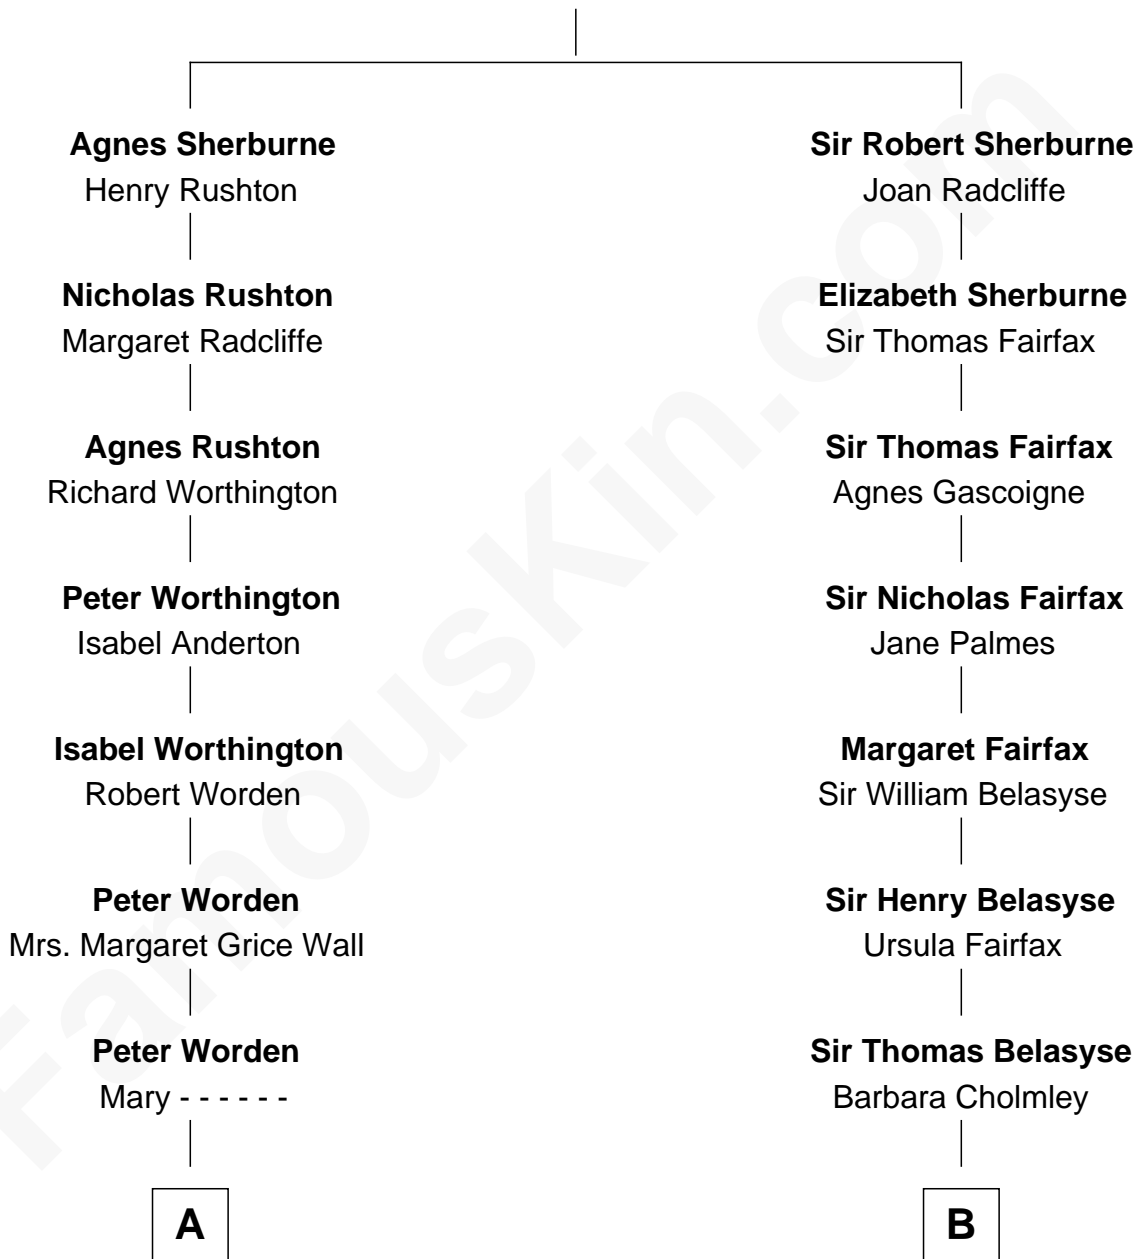 Agnes Sherburne
Henry Rushton
Nicholas Rushton
Margaret Radcliffe
Agnes Rushton
Richard Worthington
Peter Worthington
Isabel Anderton
Isabel Worthington
Robert Worden
Peter Worden
Mrs. Margaret Grice Wall
Peter Worden
Mary - - - - - -
A
Sir Robert Sherburne
Joan Radcliffe
Elizabeth Sherburne
Sir Thomas Fairfax
Sir Thomas Fairfax
Agnes Gascoigne
Sir Nicholas Fairfax
Jane Palmes
Margaret Fairfax
Sir William Belasyse
Sir Henry Belasyse
Ursula Fairfax
Sir Thomas Belasyse
Barbara Cholmley
B
FamousKin.com